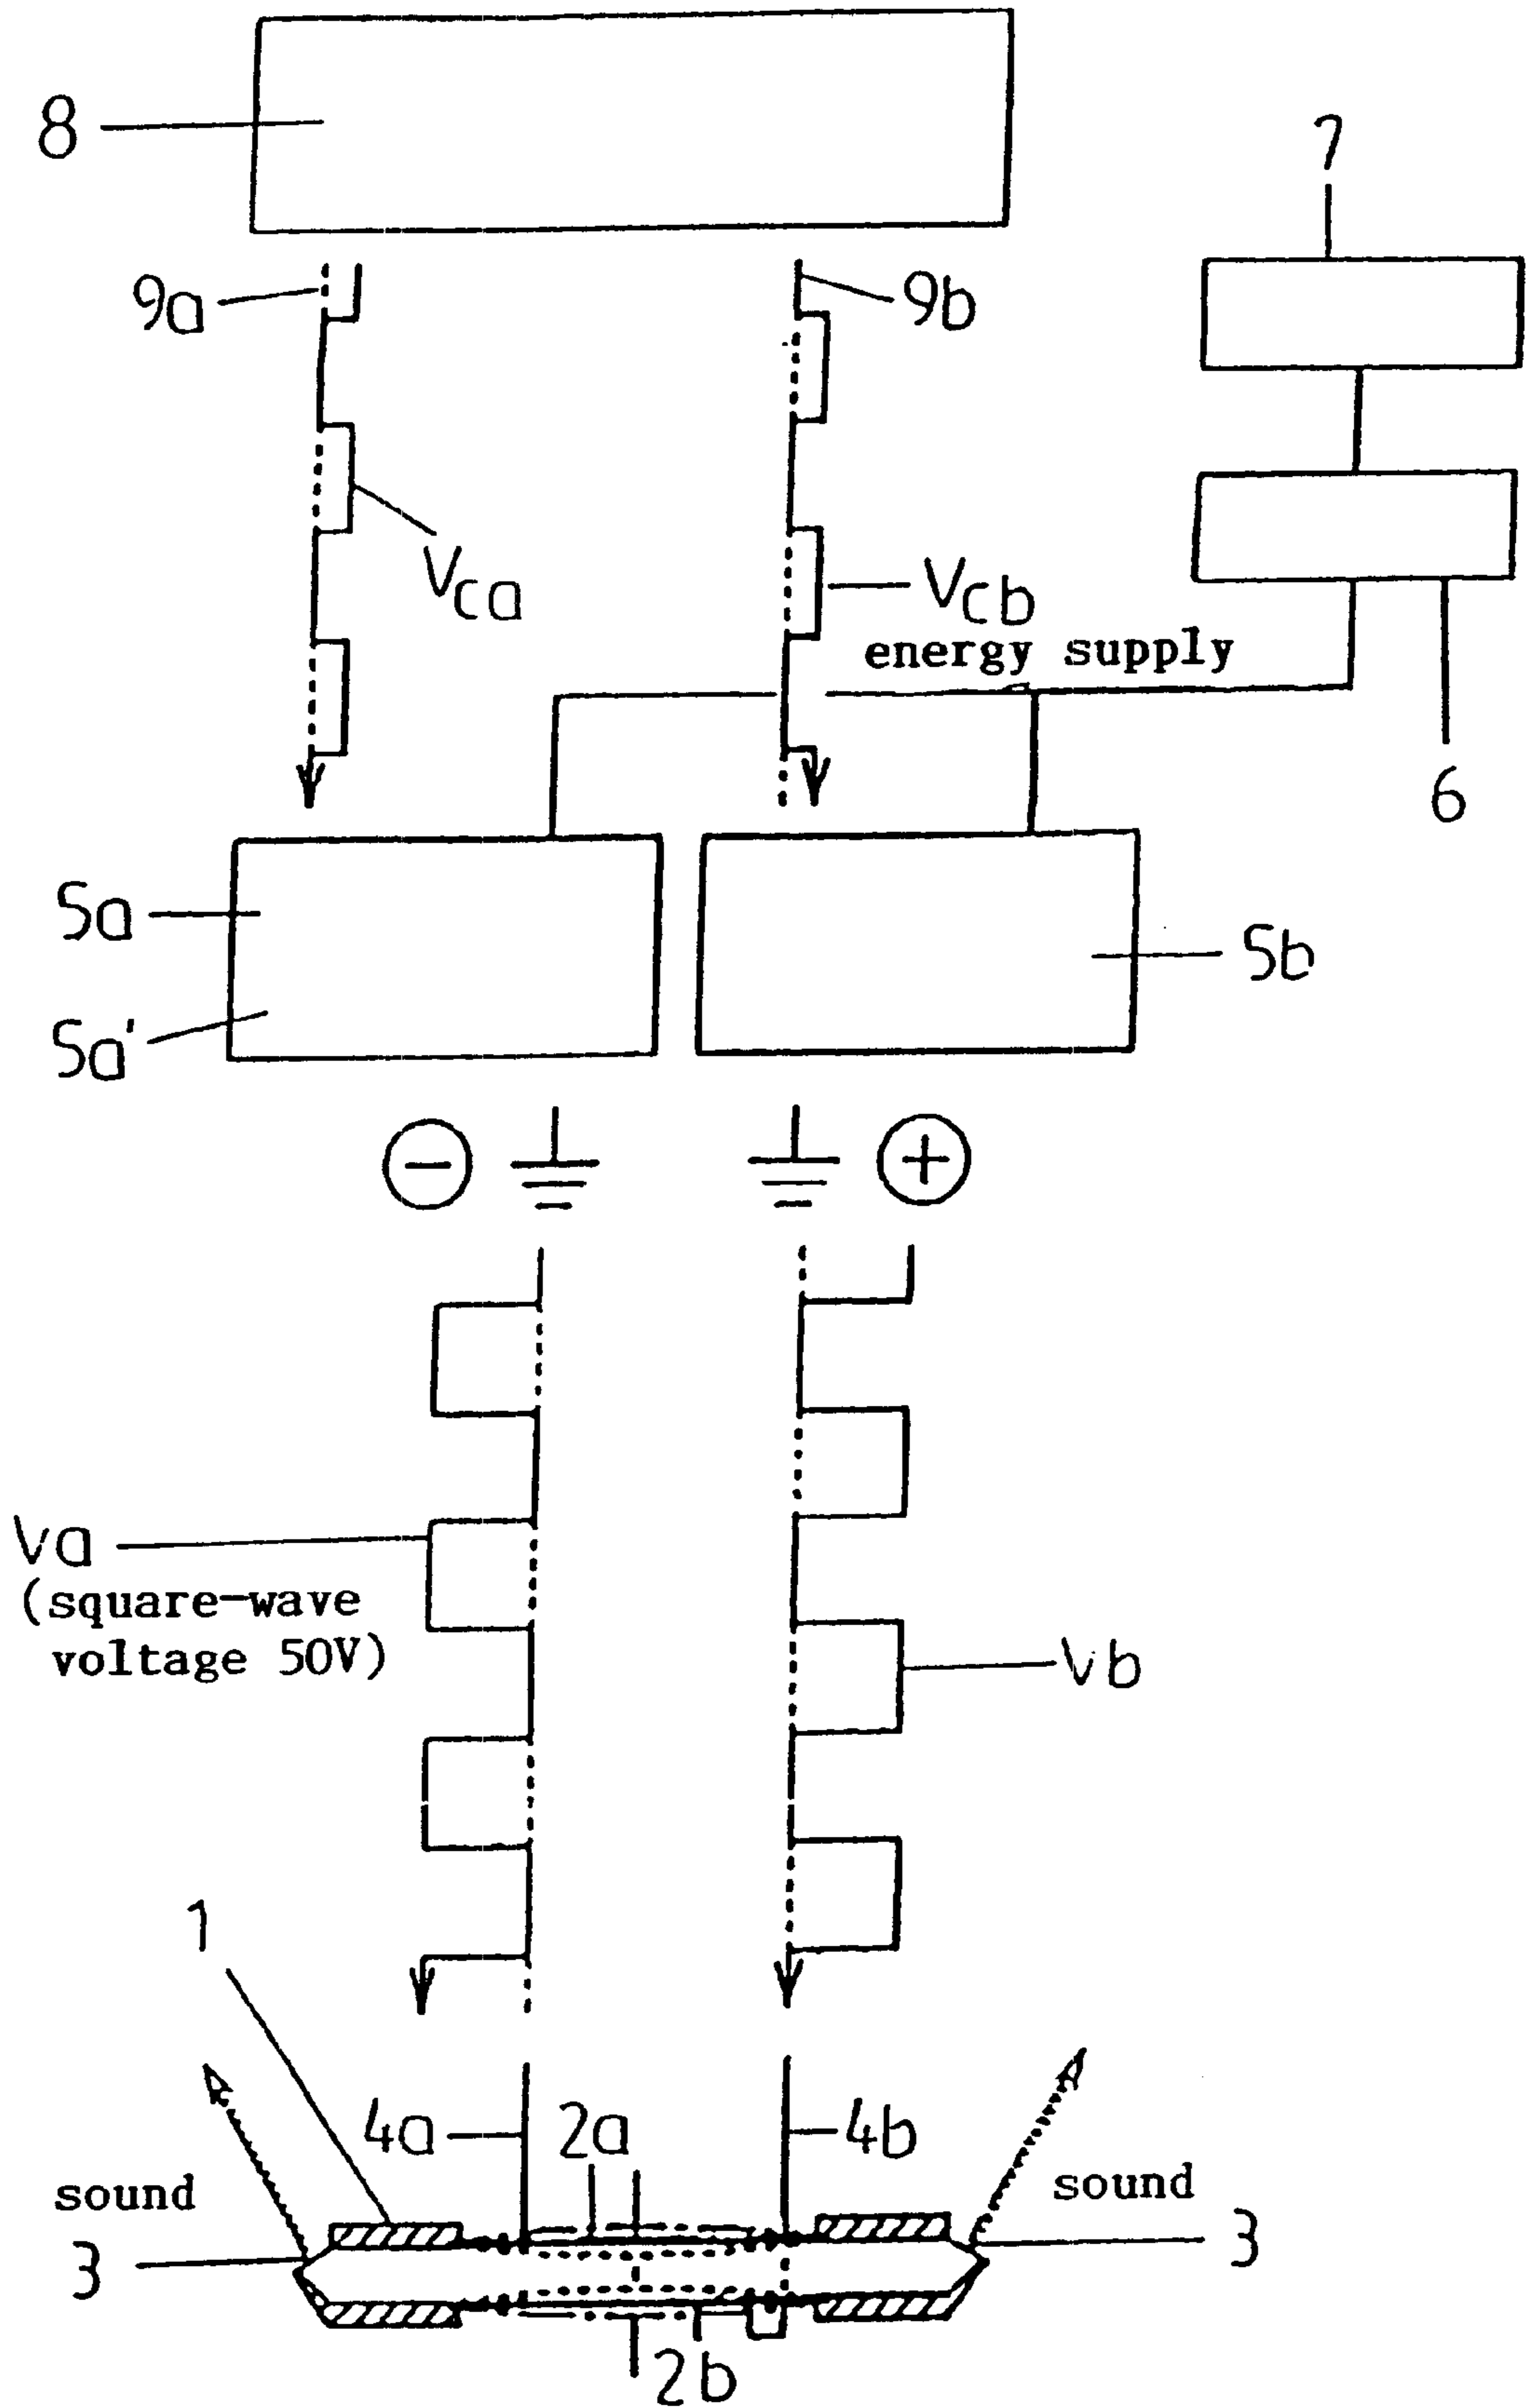 8
7
9a
9b
Vca
Vcb
energy supply
6
5a
5b
5a'
−
+
Va
(square-wave
voltage 50V)
Vb
1
4a
2a
4b
sound
sound
3
3
2b